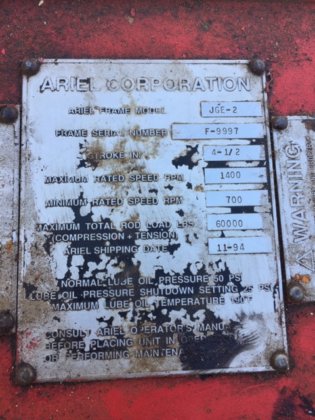 ARIEL CORPORATION
ARIEL FRAME MODEL JGE-2
FRAME SERIAL NUMBER F-9997
STROKE IN. 4-1/2
MAXIMUM RATED SPEED RPM 1400
MINIMUM RATED SPEED RPM 700
MAXIMUM TOTAL ROD LOAD LBS 60000
(COMPRESSION + TENSION)
ARIEL SHIPPING DATE 11-94
NORMAL LUBE OIL PRESSURE 50 PSI
LUBE OIL PRESSURE SHUTDOWN SETTING 25 PSI
MAXIMUM LUBE OIL TEMPERATURE
CONSULT ARIEL OPERATOR'S MANUAL
BEFORE PLACING UNIT IN
OR PERFORMING
WARNING